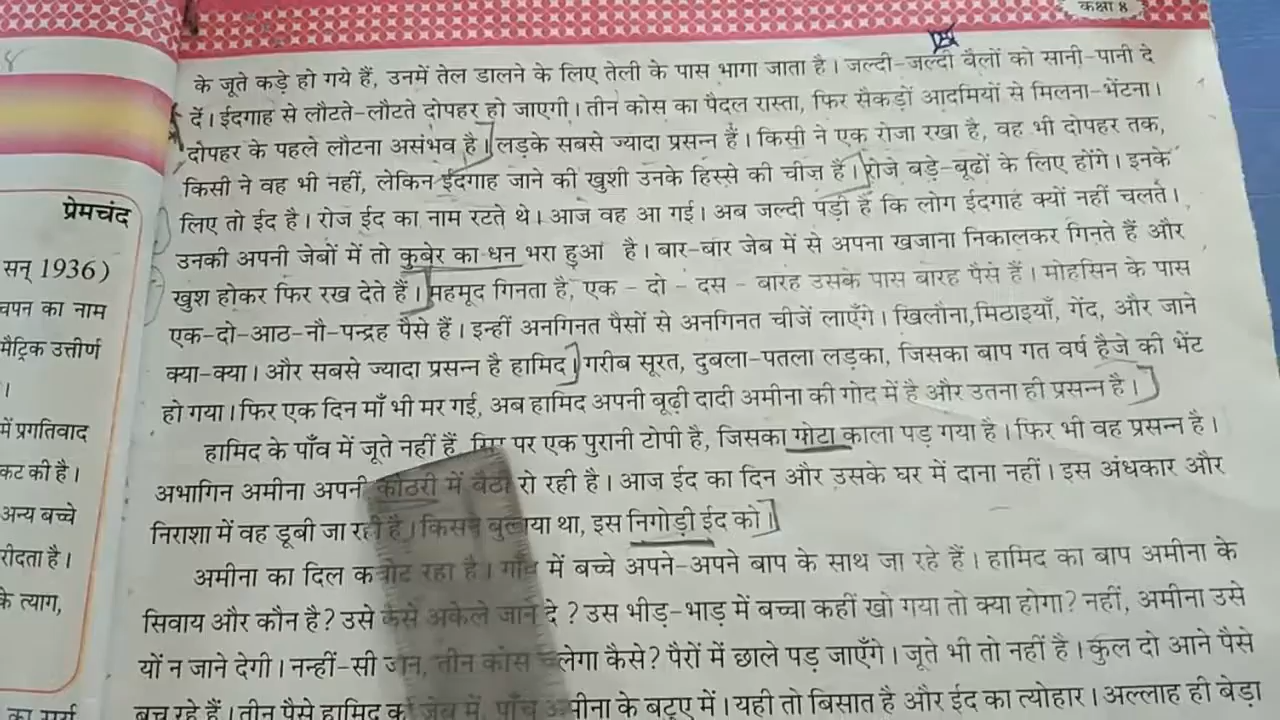 कक्षा 8
के जूते कड़े हो गये हैं, उनमें तेल डालने के लिए तेली के पास भागा जाता है। जल्दी-जल्दी बैलों को सानी-पानी दे
दें। ईदगाह से लौटते-लौटते दोपहर हो जाएगी। तीन कोस का पैदल रास्ता, फिर सैकड़ों आदमियों से मिलना-भेंटना।
दोपहर के पहले लौटना असंभव है। लड़के सबसे ज्यादा प्रसन्न हैं। किसी ने एक रोजा रखा है, वह भी दोपहर तक,
किसी ने वह भी नहीं, लेकिन ईदगाह जाने की खुशी उनके हिस्से की चीज है। रोजे बड़े-बूढों के लिए होंगे। इनके
लिए तो ईद है। रोज ईद का नाम रटते थे। आज वह आ गई। अब जल्दी पड़ी है कि लोग ईदगाह क्यों नहीं चलते।
उनकी अपनी जेबों में तो कुबेर का धन भरा हुआ है। बार-बार जेब में से अपना खजाना निकालकर गिनते हैं और
खुश होकर फिर रख देते हैं। महमूद गिनता है, एक - दो - दस - बारह उसके पास बारह पैसे हैं। मोहसिन के पास
एक-दो-आठ-नौ-पन्द्रह पैसे हैं। इन्हीं अनगिनत पैसों से अनगिनत चीजें लाएँगे। खिलौना,मिठाइयाँ, गेंद, और जाने
क्या-क्या। और सबसे ज्यादा प्रसन्न है हामिद। गरीब सूरत, दुबला-पतला लड़का, जिसका बाप गत वर्ष हैजे की भेंट
हो गया। फिर एक दिन माँ भी मर गई, अब हामिद अपनी बूढ़ी दादी अमीना की गोद में है और उतना ही प्रसन्न है।
हामिद के पाँव में जूते नहीं हैं, पर एक पुरानी टोपी है, जिसका गोटा काला पड़ गया है। फिर भी वह प्रसन्न है।
अभागिन अमीना अपनी कोठरी में बैठी रो रही है। आज ईद का दिन और उसके घर में दाना नहीं। इस अंधकार और
निराशा में वह डूबी जा रही है। किसने बुलाया था, इस निगोड़ी ईद को।
अमीना का दिल कचोट रहा है। गाँव में बच्चे अपने-अपने बाप के साथ जा रहे हैं। हामिद का बाप अमीना के
सिवाय और कौन है? उसे कैसे अकेले जाने दे ? उस भीड़-भाड़ में बच्चा कहीं खो गया तो क्या होगा? नहीं, अमीना उसे
यों न जाने देगी। नन्हीं-सी जान, तीन कोस चलेगा कैसे? पैरों में छाले पड़ जाएँगे। जूते भी तो नहीं है। कुल दो आने पैसे
बच रहे हैं। तीन पैसे हामिद की जेब में, पाँच अमीना के बटुए में। यही तो बिसात है और ईद का त्योहार। अल्लाह ही बेड़ा
प्रेमचंद
सन् 1936)
चपन का नाम
मैट्रिक उत्तीर्ण
।
में प्रगतिवाद
कट की है।
अन्य बच्चे
रीदता है।
के त्याग,